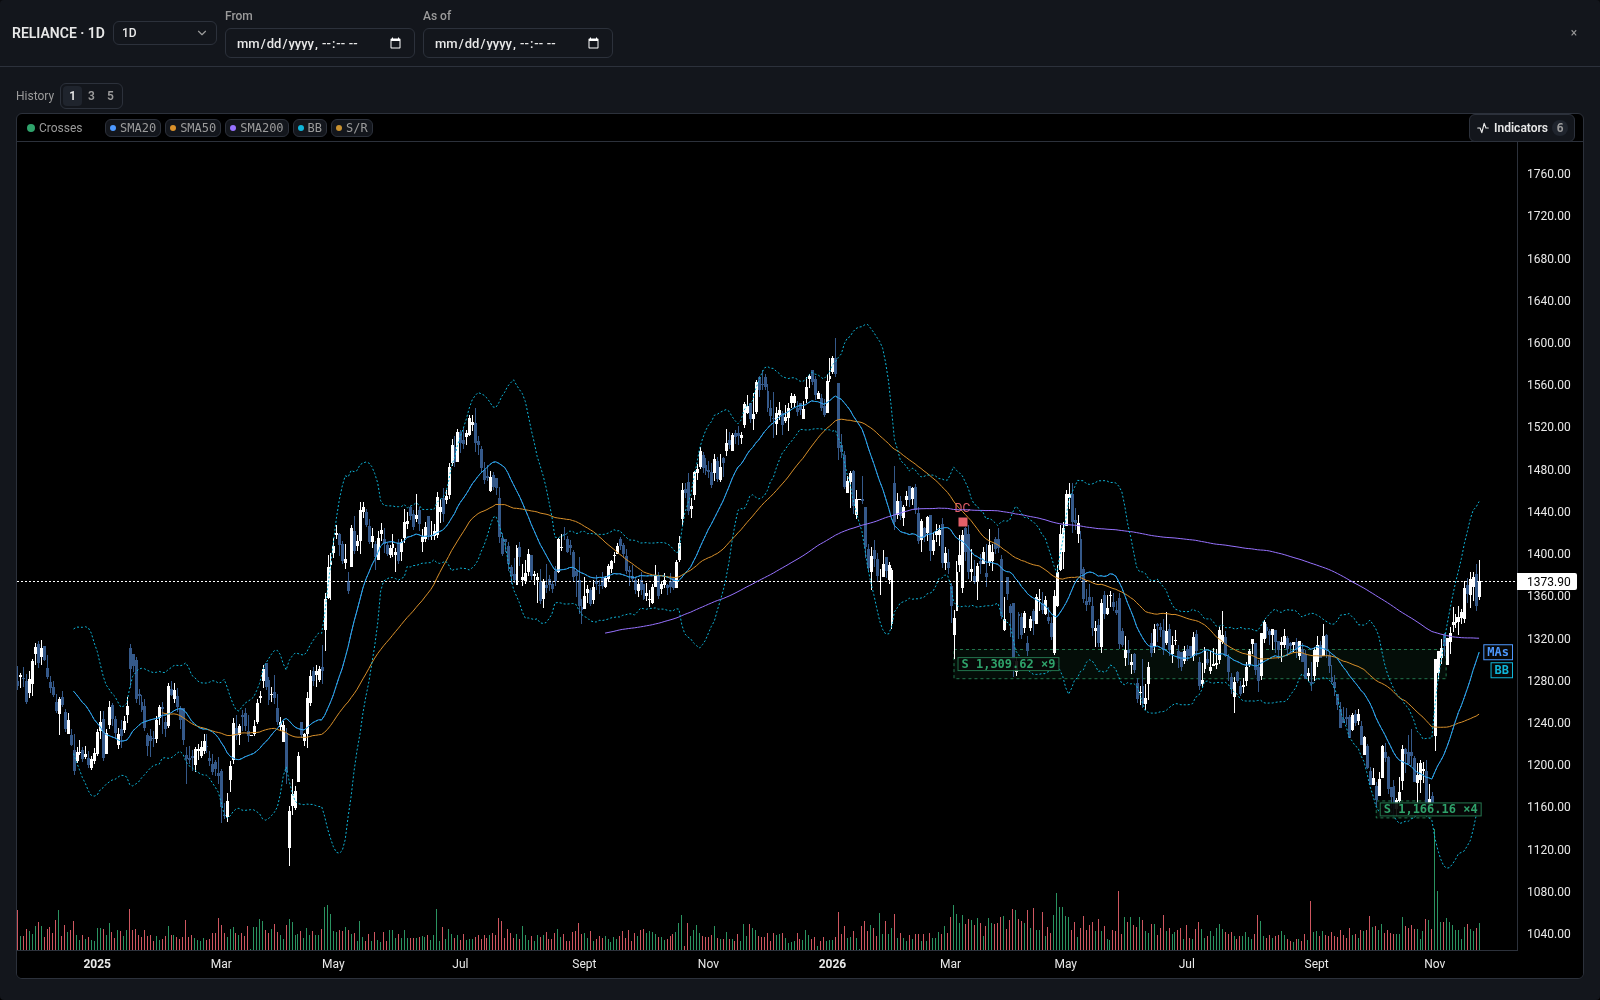 RELIANCE · 1D
1D
From
mm/dd/yyyy, --:-- --
As of
mm/dd/yyyy, --:-- --
×
History 1 3 5
Crosses SMA20 SMA50 SMA200 BB S/R
Indicators 6
1760.00
1720.00
1680.00
1640.00
1600.00
1560.00
1520.00
1480.00
1440.00
1400.00
1373.90
1360.00
1320.00
1280.00
1240.00
1200.00
1160.00
1120.00
1080.00
1040.00
DC
S 1,309.62 ×9
MAs
BB
S 1,166.16 ×4
2025 Mar May Jul Sept Nov 2026 Mar May Jul Sept Nov